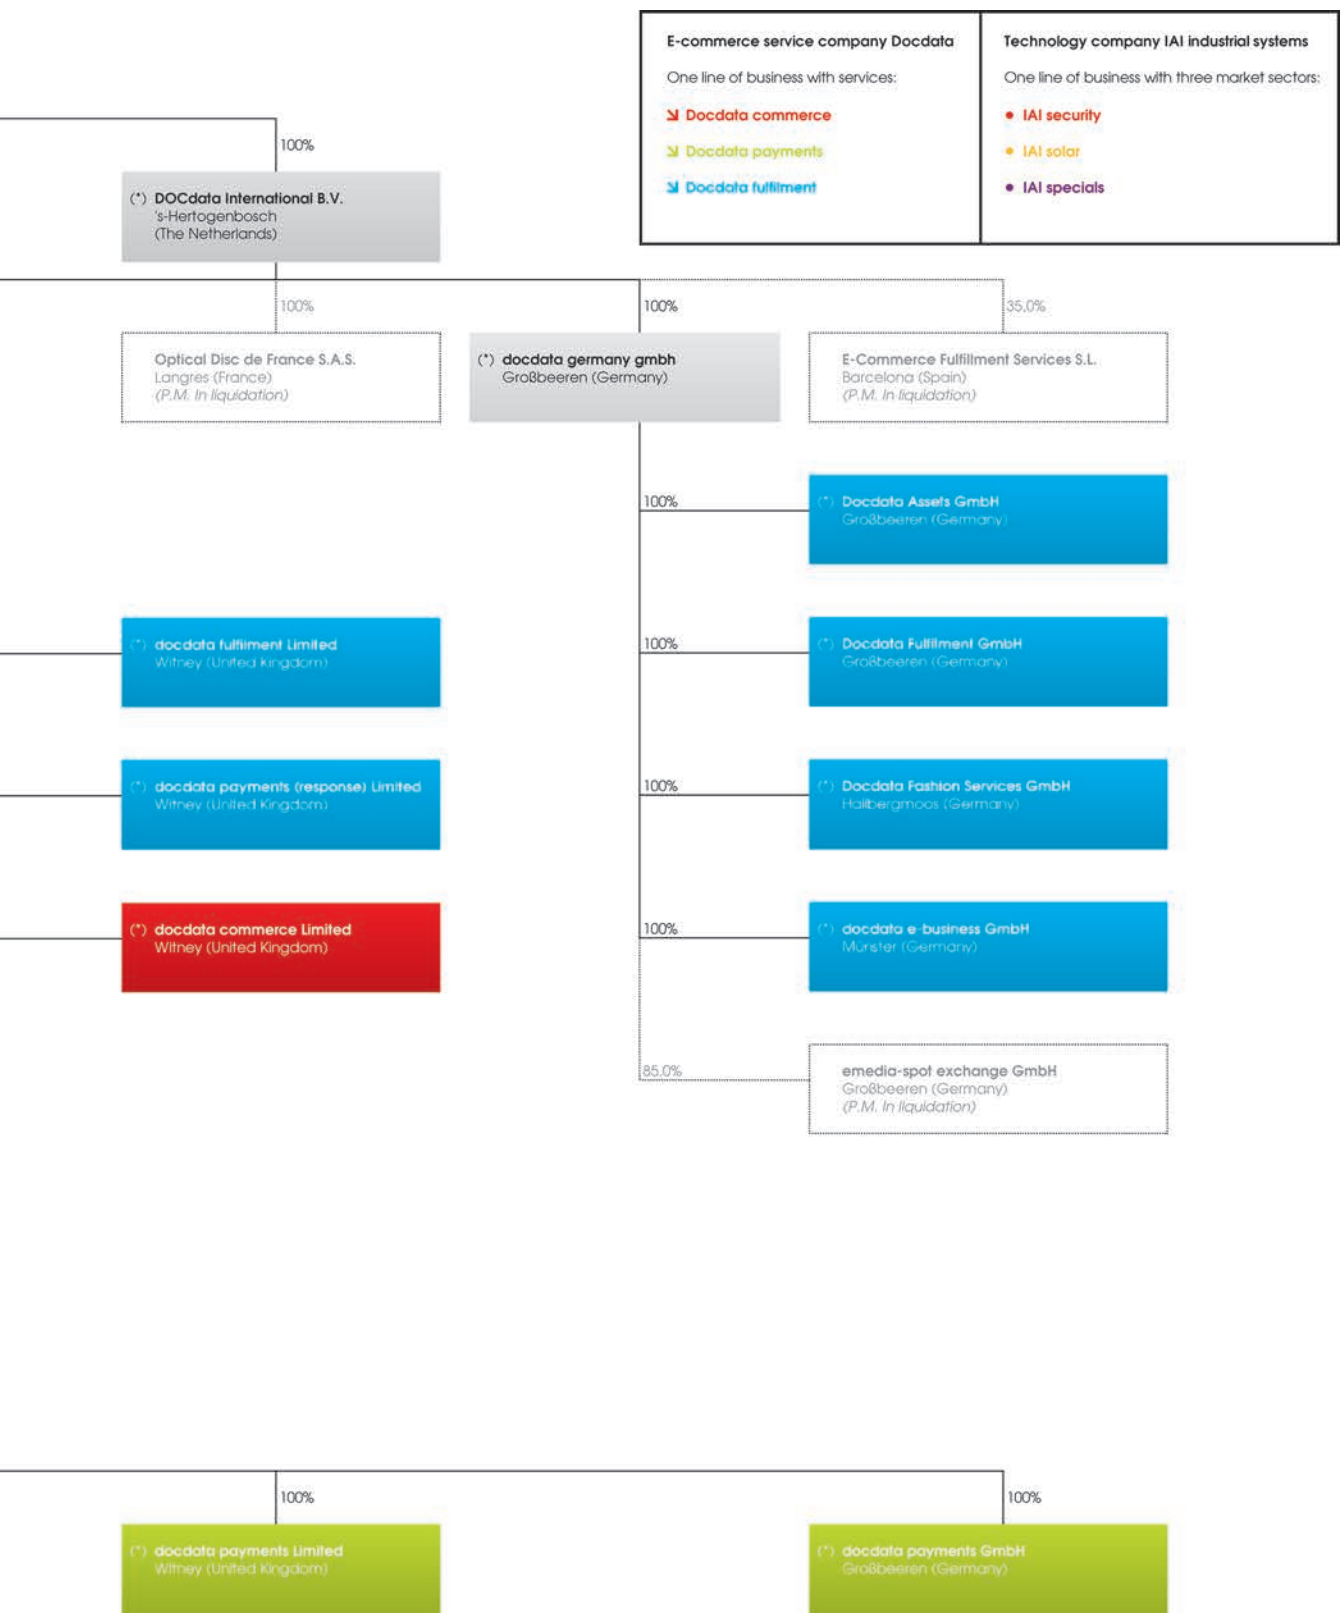 E-commerce service company Docdata
One line of business with services:
Docdata commerce
Docdata payments
Docdata fulfilment
Technology company IAI industrial systems
One line of business with three market sectors:
• IAI security
• IAI solar
• IAI specials
100%
(*) DOCdata International B.V.
's-Hertogenbosch
(The Netherlands)
100%
100%
35,0%
Optical Disc de France S.A.S.
Langres (France)
(P.M. In liquidation)
(*) docdata germany gmbh
Großbeeren (Germany)
E-Commerce Fulfillment Services S.L.
Barcelona (Spain)
(P.M. In liquidation)
100%
(*) Docdata Assets GmbH
Großbeeren (Germany)
(*) docdata fulfilment Limited
Witney (United Kingdom)
100%
(*) Docdata Fulfilment GmbH
Großbeeren (Germany)
(*) docdata payments (response) Limited
Witney (United Kingdom)
100%
(*) Docdata Fashion Services GmbH
Hallbergmoos (Germany)
(*) docdata commerce Limited
Witney (United Kingdom)
100%
(*) docdata e-business GmbH
Münster (Germany)
85.0%
emedia-spot exchange GmbH
Großbeeren (Germany)
(P.M. In liquidation)
100%
100%
(*) docdata payments Limited
Witney (United Kingdom)
(*) docdata payments GmbH
Großbeeren (Germany)